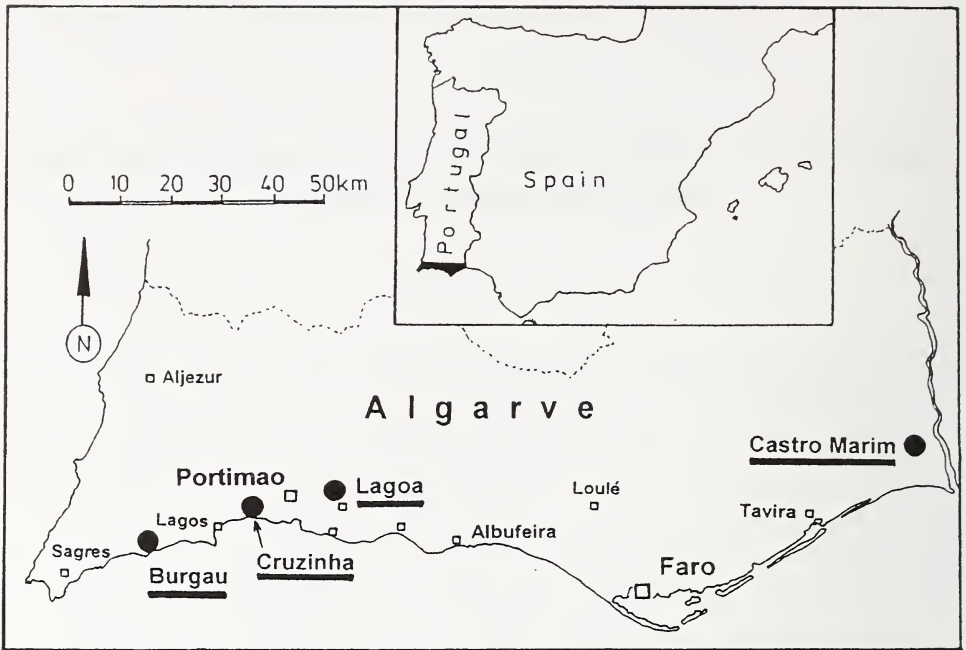 0 10 20 30 40 50km
Portugal
Spain
N
Aljezur
Algarve
Castro Marim
Portimao
Lagoa
Loulé
Lagos
Tavira
Albufeira
Sagres
Cruzinha
Burgau
Faro